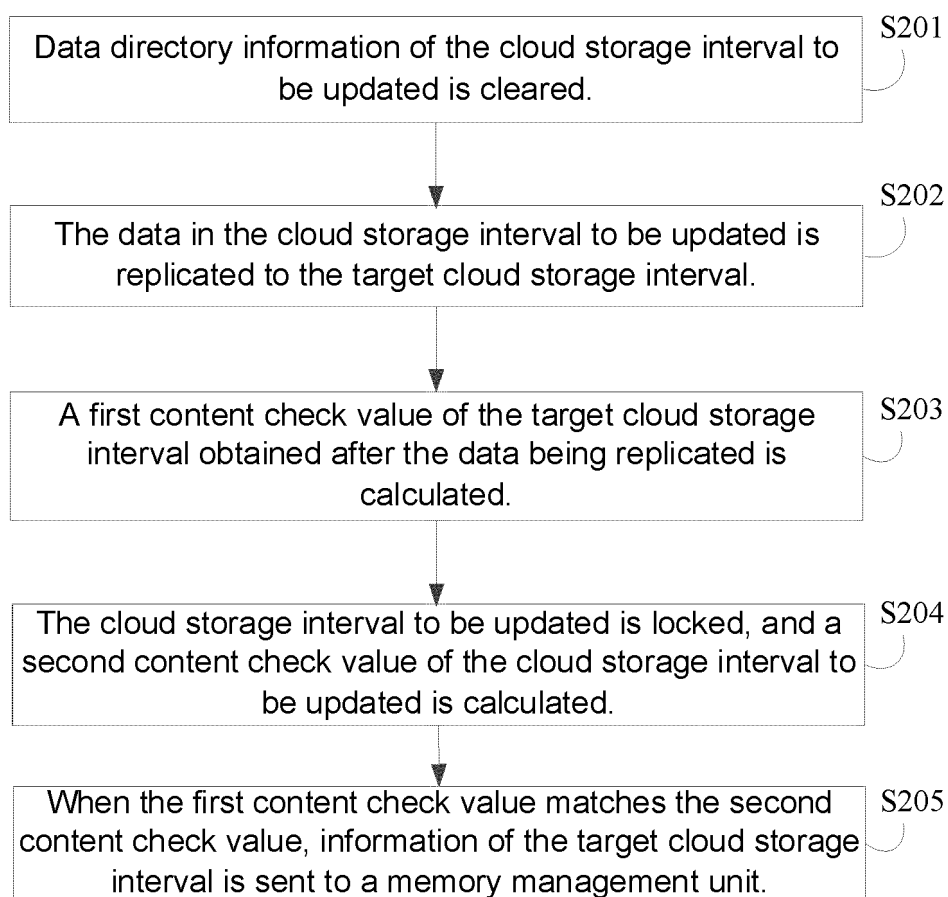 S201
Data directory information of the cloud storage interval to
be updated is cleared.
S202
The data in the cloud storage interval to be updated is
replicated to the target cloud storage interval.
S203
A first content check value of the target cloud storage
interval obtained after the data being replicated is
calculated.
S204
The cloud storage interval to be updated is locked, and a
second content check value of the cloud storage interval to
be updated is calculated.
S205
When the first content check value matches the second
content check value, information of the target cloud storage
interval is sent to a memory management unit.